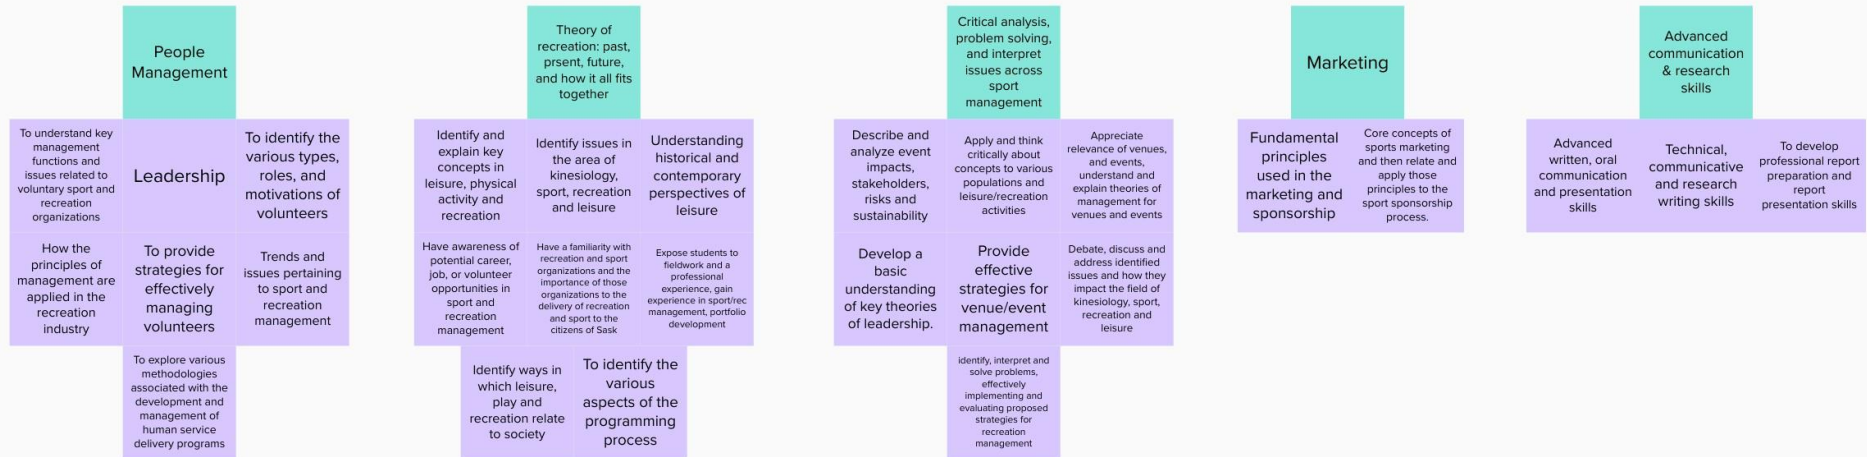 People
Management
To understand key
management
functions and
issues related to
voluntary sport and
recreation
organizations
Leadership
To identify the
various types,
roles, and
motivations of
volunteers
How the
principles of
management are
applied in the
recreation
industry
To provide
strategies for
effectively
managing
volunteers
Trends and
issues pertaining
to sport and
recreation
management
To explore various
methodologies
associated with the
development and
management of
human service
delivery programs
Theory of
recreation: past,
prsent, future,
and how it all fits
together
Identify and
explain key
concepts in
leisure, physical
activity and
recreation
Identify issues in
the area of
kinesiology,
sport, recreation
and leisure
Understanding
historical and
contemporary
perspectives of
leisure
Have awareness of
potential career,
job, or volunteer
opportunities in
sport and
recreation
management
Have a familiarity with
recreation and sport
organizations and the
importance of those
organizations to the
delivery of recreation
and sport to the
citizens of Sask
Expose students to
fieldwork and a
professional
experience, gain
experience in sport/rec
management, portfolio
development
Identify ways in
which leisure,
play and
recreation relate
to society
To identify the
various
aspects of the
programming
process
Critical analysis,
problem solving,
and interpret
issues across
sport
management
Describe and
analyze event
impacts,
stakeholders,
risks and
sustainability
Apply and think
critically about
concepts to various
populations and
leisure/recreation
activities
Appreciate
relevance of venues,
and events,
understand and
explain theories of
management for
venues and events
Develop a
basic
understanding
of key theories
of leadership.
Provide
effective
strategies for
venue/event
management
Debate, discuss and
address identified
issues and how they
impact the field of
kinesiology, sport,
recreation and
leisure
identify, interpret and
solve problems,
effectively
implementing and
evaluating proposed
strategies for
recreation
management
Marketing
Fundamental
principles
used in the
marketing and
sponsorship
Core concepts of
sports marketing
and then relate and
apply those
principles to the
sport sponsorship
process.
Advanced
communication
& research
skills
Advanced
written, oral
communication
and presentation
skills
Technical,
communicative
and research
writing skills
To develop
professional report
preparation and
report
presentation skills